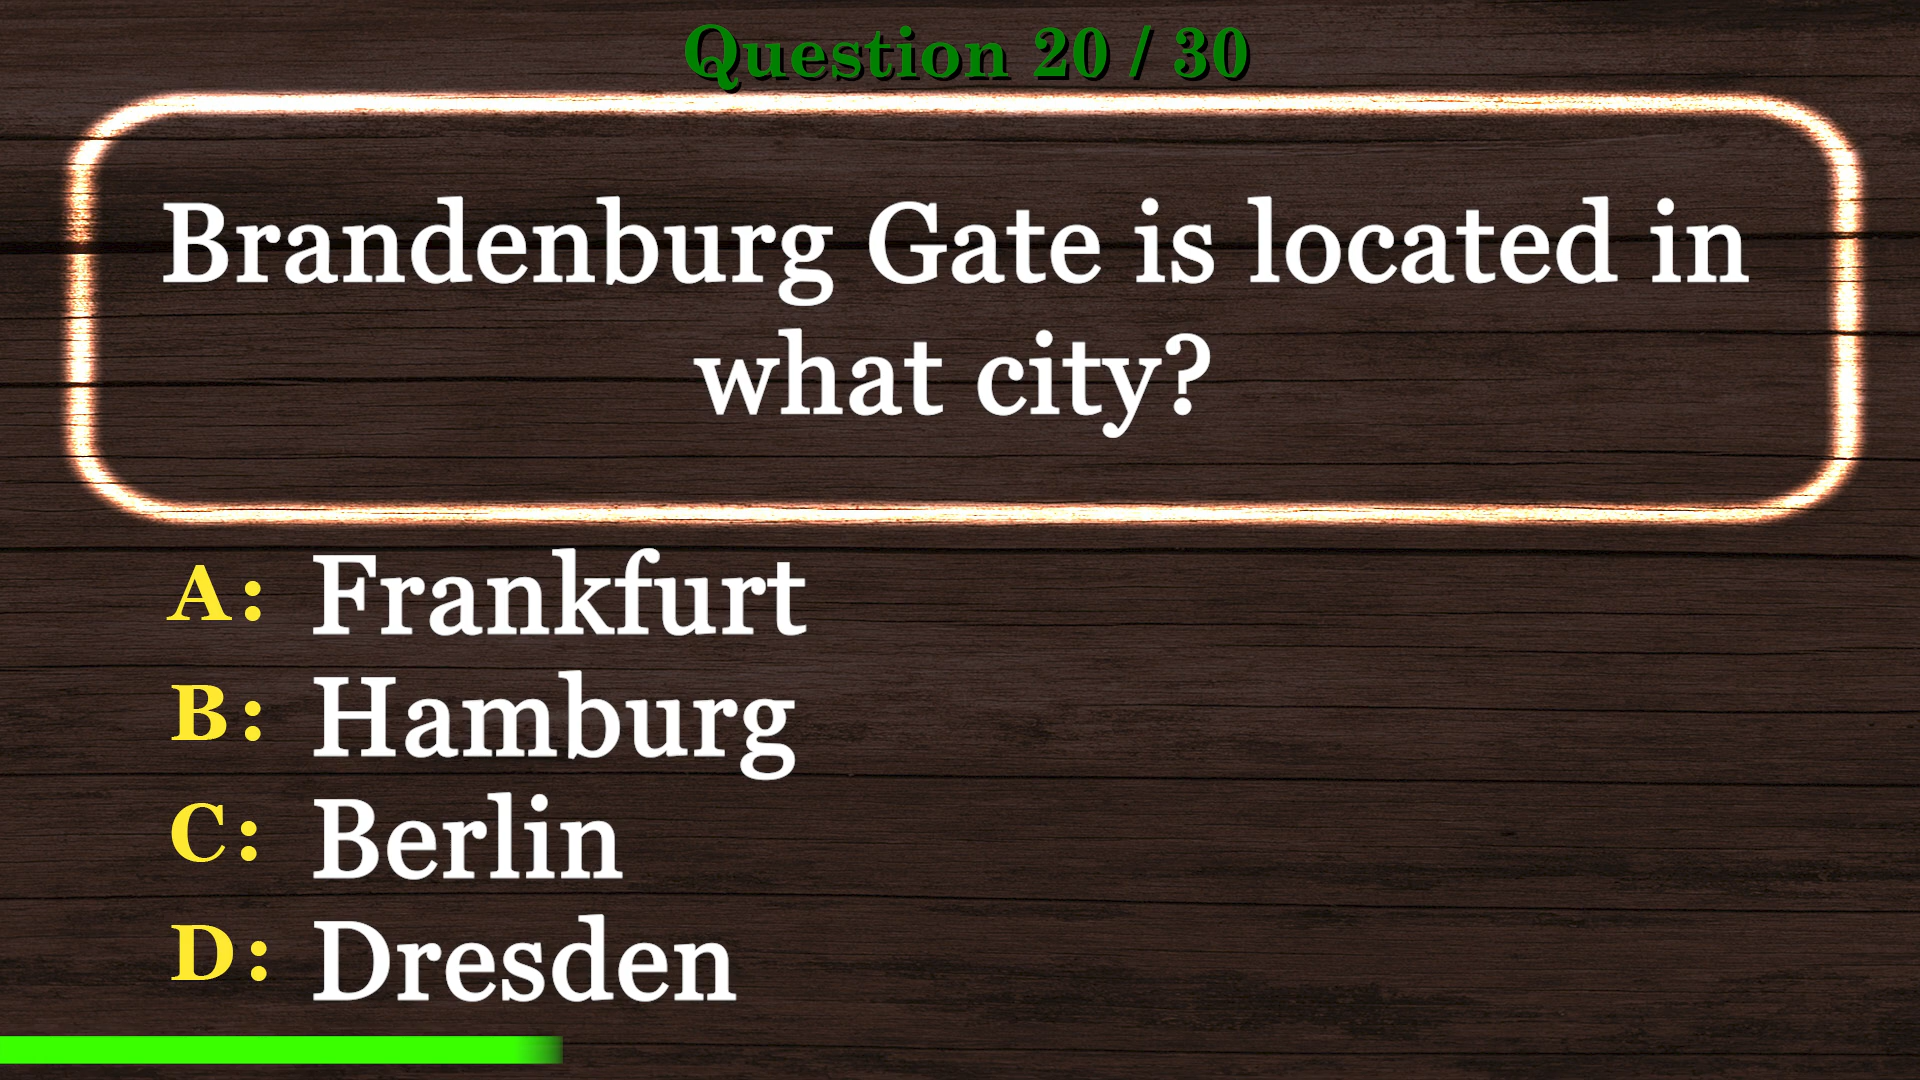 Question 20 / 30
Brandenburg Gate is located in
what city?
A: Frankfurt
B: Hamburg
C: Berlin
D: Dresden